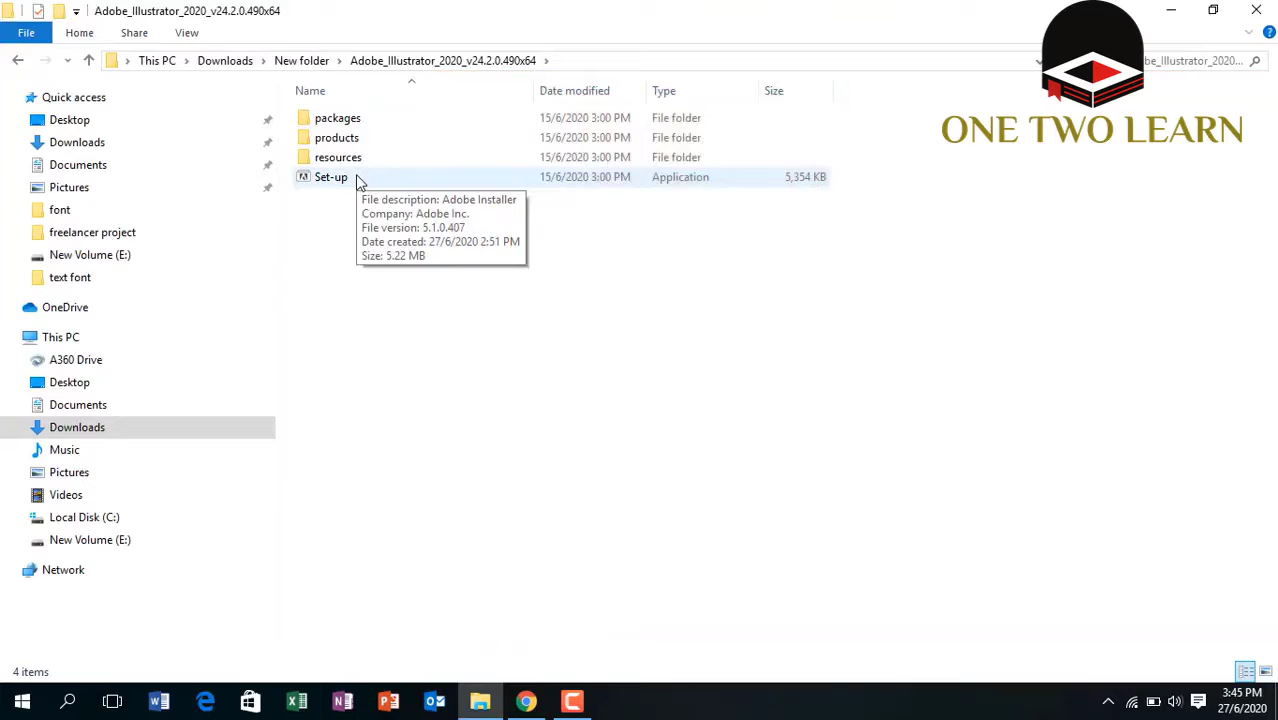 Adobe_Illustrator_2020_v24.2.0.490x64
File Home Share View
This PC Downloads New folder Adobe_Illustrator_2020_v24.2.0.490x64
be_Illustrator_2020...
ONE TWO LEARN
Name Date modified Type Size
packages 15/6/2020 3:00 PM File folder
products 15/6/2020 3:00 PM File folder
resources 15/6/2020 3:00 PM File folder
Set-up 15/6/2020 3:00 PM Application 5,354 KB
File description: Adobe Installer
Company: Adobe Inc.
File version: 5.1.0.407
Date created: 27/6/2020 2:51 PM
Size: 5.22 MB
Quick access
Desktop
Downloads
Documents
Pictures
font
freelancer project
New Volume (E:)
text font
OneDrive
This PC
A360 Drive
Desktop
Documents
Downloads
Music
Pictures
Videos
Local Disk (C:)
New Volume (E:)
Network
4 items
3:45 PM
27/6/2020